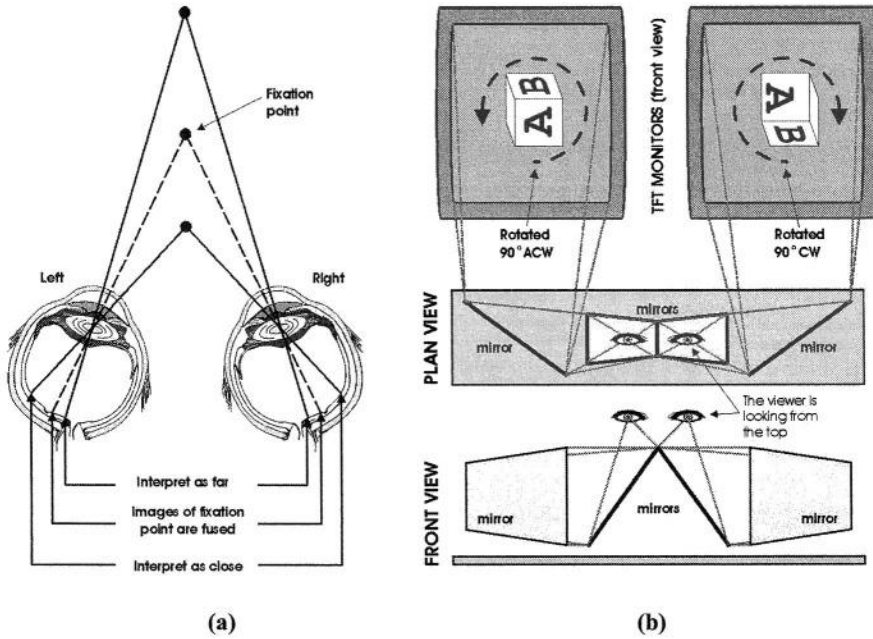 Fixation
point
Left
Right
Interpret as far
Images of fixation
point are fused
Interpret as close
(a)
TFT MONITORS (front view)
A
B
A
B
Rotated
90°ACW
Rotated
90°CW
PLAN VIEW
mirror
mirrors
mirror
The viewer is
looking from
the top
FRONT VIEW
mirror
mirrors
mirror
(b)